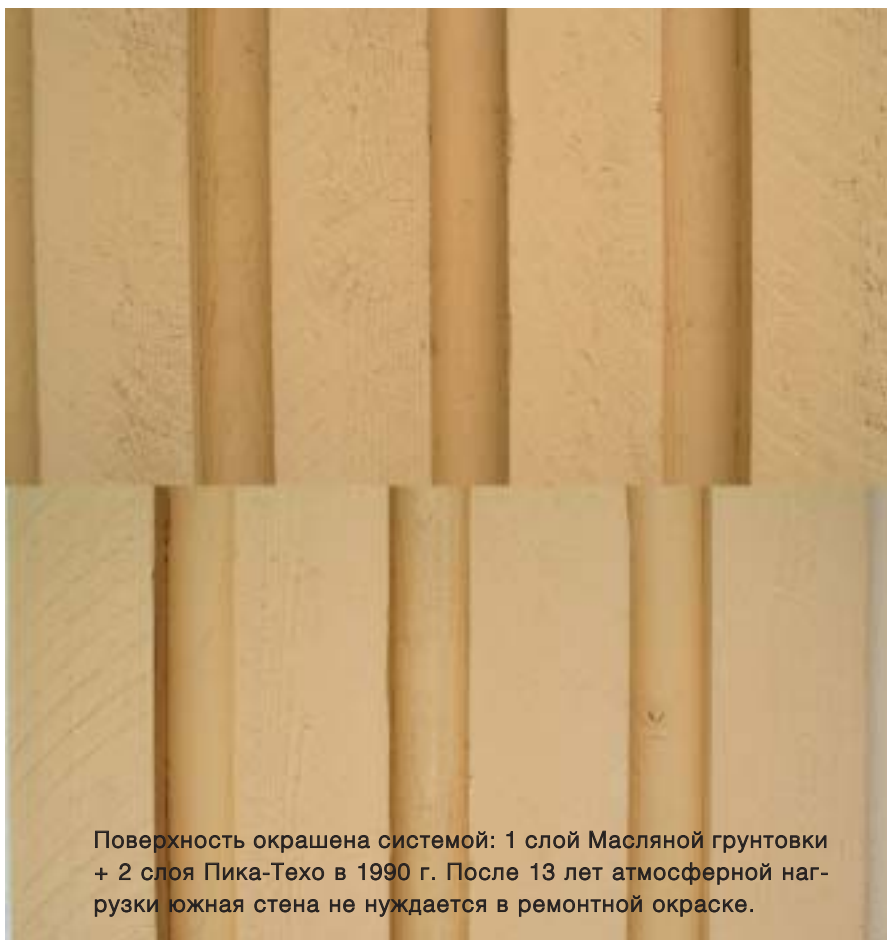 Поверхность окрашена системой: 1 слой Масляной грунтовки
+ 2 слоя Пика-Техо в 1990 г. После 13 лет атмосферной наг-
рузки южная стена не нуждается в ремонтной окраске.